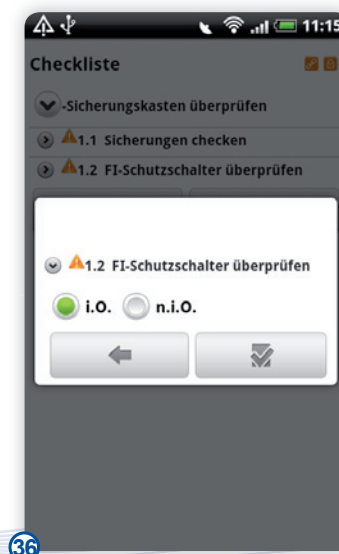 11:15
Checkliste
-Sicherungskasten überprüfen
1.1 Sicherungen checken
1.2 FI-Schutzschalter überprüfen
1.2 FI-Schutzschalter überprüfen
i.O. n.i.O.
36